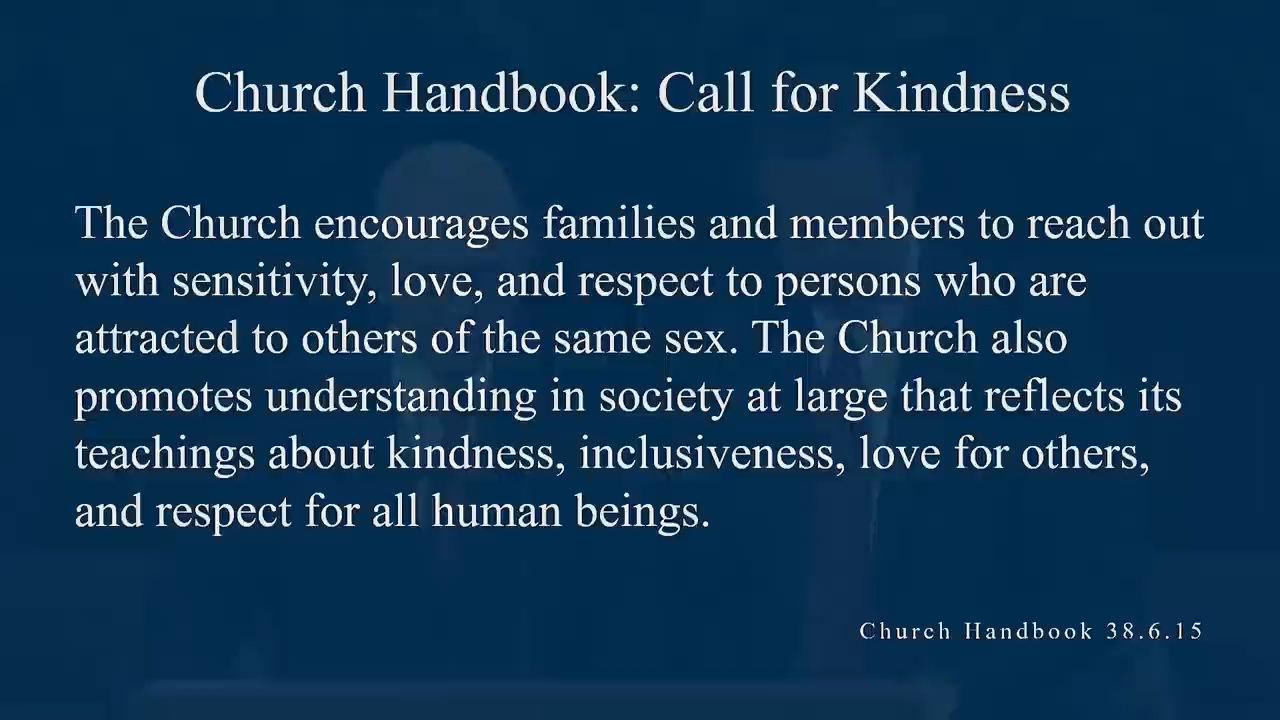 Church Handbook: Call for Kindness
The Church encourages families and members to reach out
with sensitivity, love, and respect to persons who are
attracted to others of the same sex. The Church also
promotes understanding in society at large that reflects its
teachings about kindness, inclusiveness, love for others,
and respect for all human beings.
Church Handbook 38.6.15